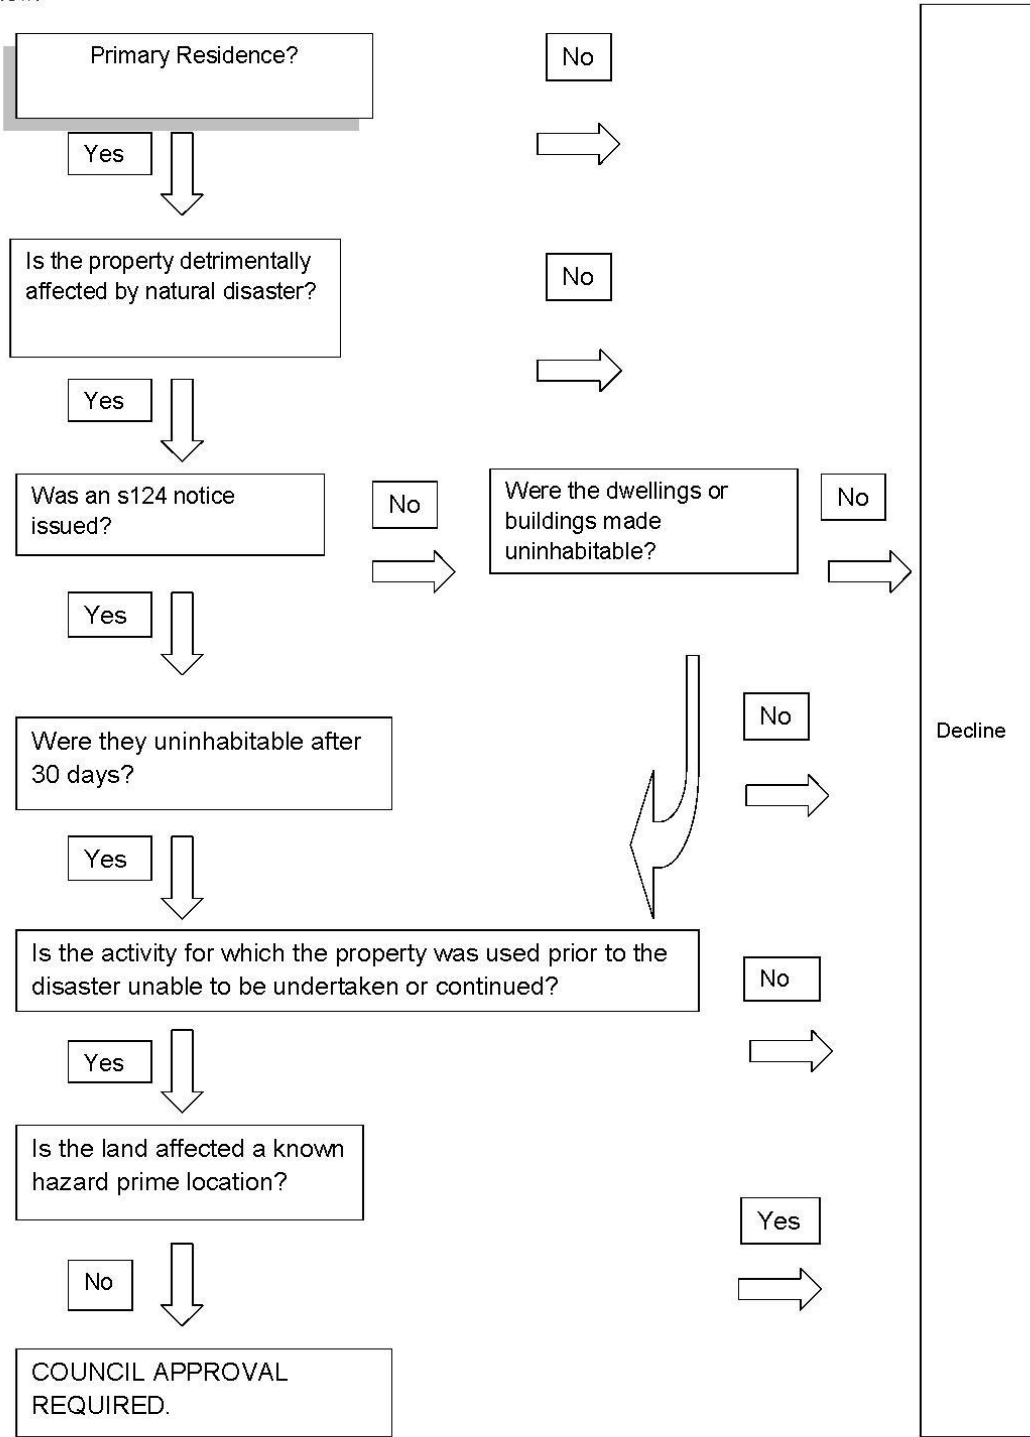 Primary Residence?
No
Yes
Is the property detrimentally
affected by natural disaster?
No
Yes
Was an s124 notice
issued?
No
Were the dwellings or
buildings made
uninhabitable?
No
Yes
Were they uninhabitable after
30 days?
No
Decline
Yes
Is the activity for which the property was used prior to the
disaster unable to be undertaken or continued?
No
Yes
Is the land affected a known
hazard prime location?
Yes
No
COUNCIL APPROVAL
REQUIRED.